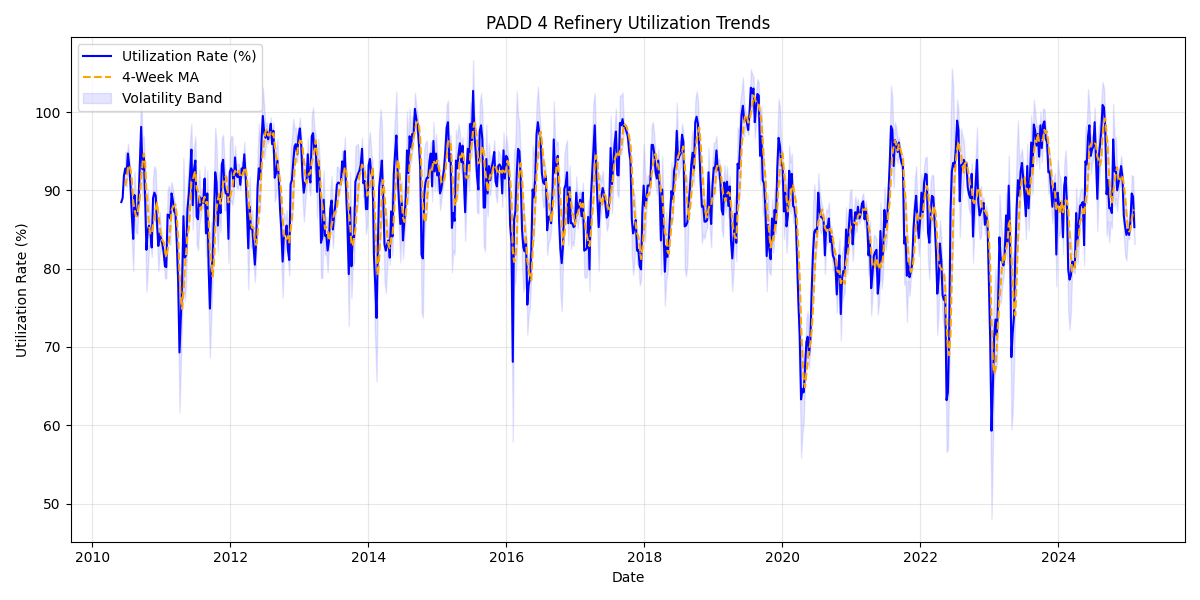 PADD 4 Refinery Utilization Trends
Utilization Rate (%)
4-Week MA
Volatility Band
Utilization Rate (%)
100
90
80
70
60
50
2010
2012
2014
2016
2018
2020
2022
2024
Date